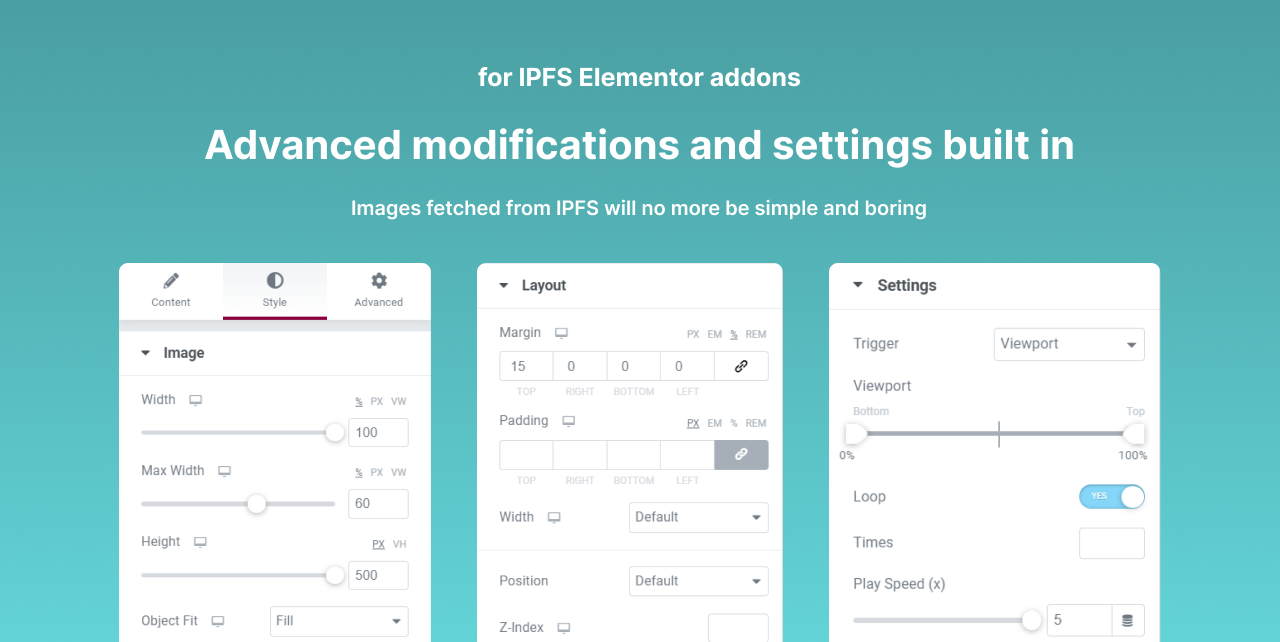 for IPFS Elementor addons
Advanced modifications and settings built in
Images fetched from IPFS will no more be simple and boring
Content Style Advanced
Image
Width % PX VW
100
Max Width % PX VW
60
Height PX VH
500
Object Fit Fill
Layout
Margin PX EM % REM
15 0 0 0
TOP RIGHT BOTTOM LEFT
Padding PX EM % REM
TOP RIGHT BOTTOM LEFT
Width Default
Position Default
Z-Index
Settings
Trigger Viewport
Viewport
Bottom Top
0% 100%
Loop YES
Times
Play Speed (x)
5